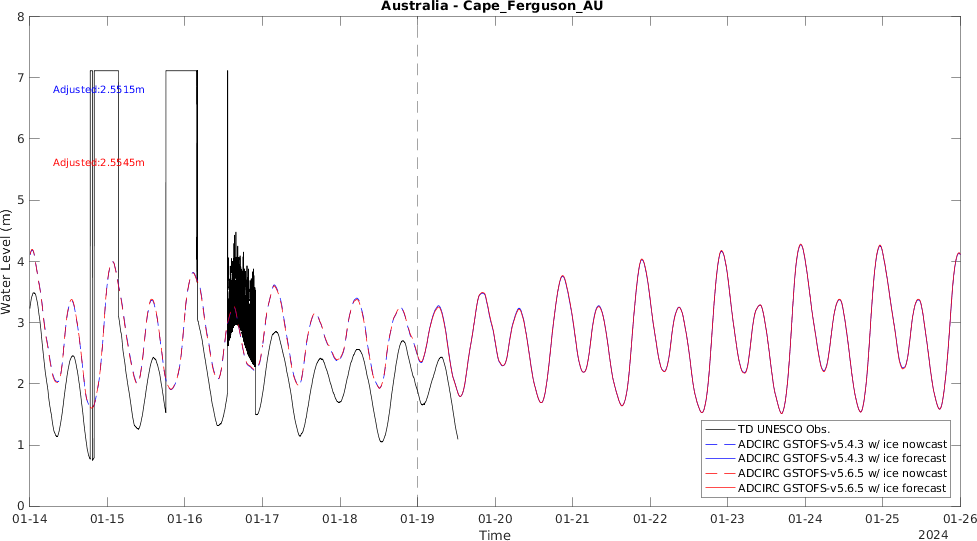 Australia - Cape_Ferguson_AU
8
7
6
5
4
3
2
1
0
Water Level (m)
Adjusted:2.5515m
Adjusted:2.5545m
TD UNESCO Obs.
ADCIRC GSTOFS-v5.4.3 w/ ice nowcast
ADCIRC GSTOFS-v5.4.3 w/ ice forecast
ADCIRC GSTOFS-v5.6.5 w/ ice nowcast
ADCIRC GSTOFS-v5.6.5 w/ ice forecast
01-14 01-15 01-16 01-17 01-18 01-19 01-20 01-21 01-22 01-23 01-24 01-25 01-26
Time
2024